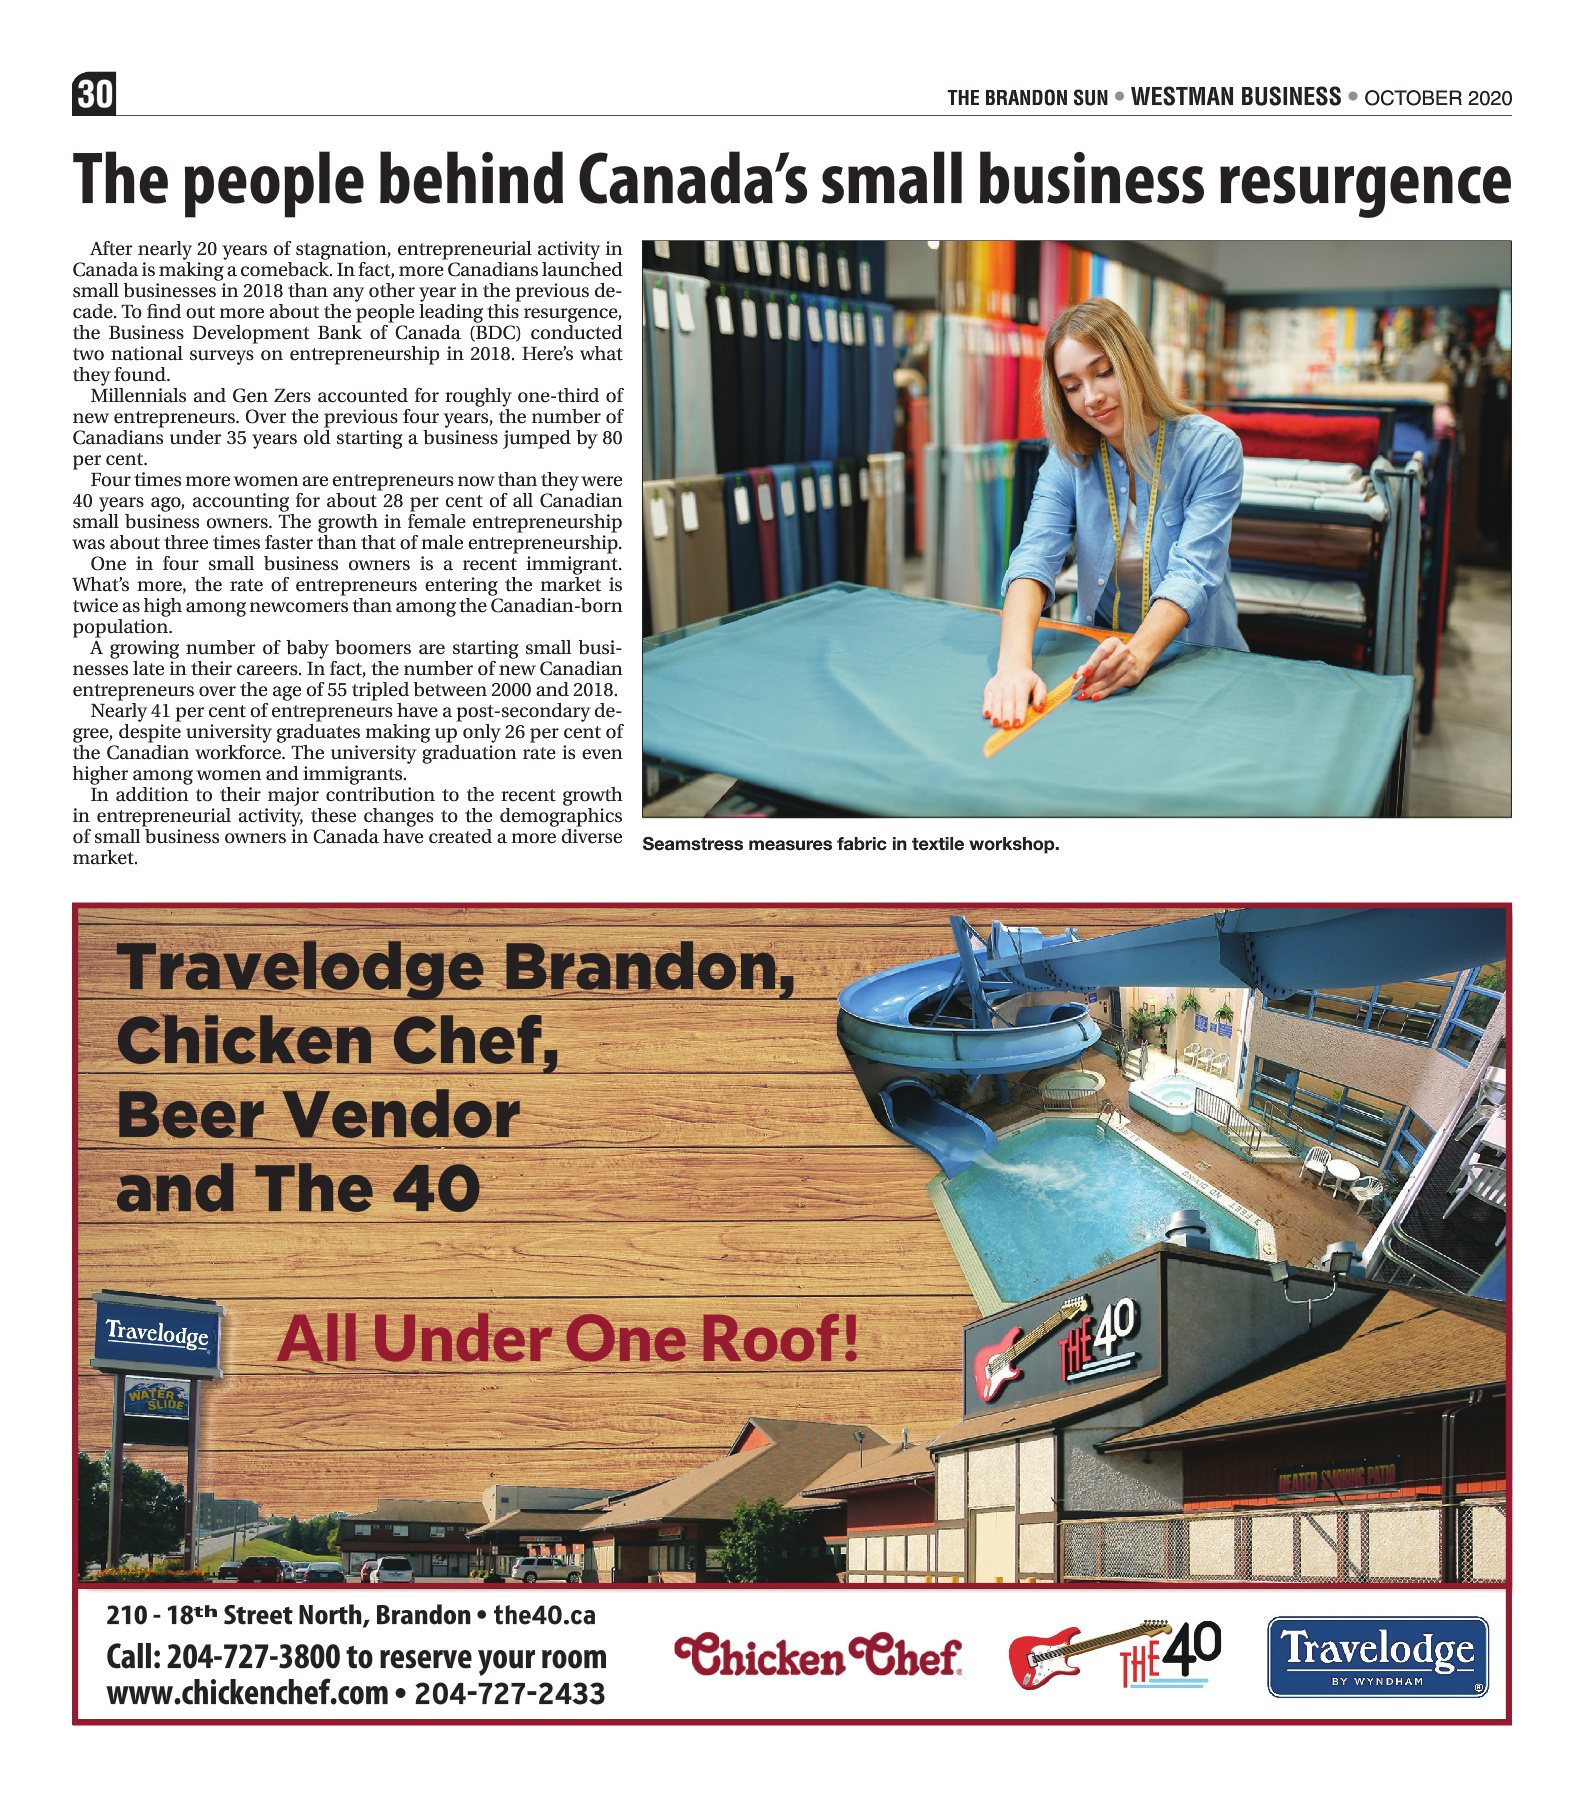 30
THE BRANDON SUN • WESTMAN BUSINESS • OCTOBER 2020
The people behind Canada's small business resurgence
After nearly 20 years of stagnation, entrepreneurial activity in
Canada is making a comeback. In fact, more Canadians launched
small businesses in 2018 than any other year in the previous de-
cade. To find out more about the people leading this resurgence,
the Business Development Bank of Canada (BDC) conducted
two national surveys on entrepreneurship in 2018. Here's what
they found.
Millennials and Gen Zers accounted for roughly one-third of
new entrepreneurs. Over the previous four years, the number of
Canadians under 35 years old starting a business jumped by 80
per cent.
Four times more women are entrepreneurs now than they were
40 years ago, accounting for about 28 per cent of all Canadian
small business owners. The growth in female entrepreneurship
was about three times faster than that of male entrepreneurship.
One in four small business owners is a recent immigrant.
What's more, the rate of entrepreneurs entering the market is
twice as high among newcomers than among the Canadian-born
population.
A growing number of baby boomers are starting small busi-
nesses late in their careers. In fact, the number of new Canadian
entrepreneurs over the age of 55 tripled between 2000 and 2018.
Nearly 41 per cent of entrepreneurs have a post-secondary de-
gree, despite university graduates making up only 26 per cent of
the Canadian workforce. The university graduation rate is even
higher among women and immigrants.
In addition to their major contribution to the recent growth
in entrepreneurial activity, these changes to the demographics
of small business owners in Canada have created a more diverse
market.
Seamstress measures fabric in textile workshop.
Travelodge Brandon,
Chicken Chef,
Beer Vendor
and The 40
All Under One Roof!
Travelodge
WATER
SLIDE
NO DIVING
3 FEET
THE 40
HEATED SMOKING PATIO
210 - 18th Street North, Brandon • the40.ca
Call: 204-727-3800 to reserve your room
www.chickenchef.com • 204-727-2433
Chicken Chef
THE 40
Travelodge
BY WYNDHAM